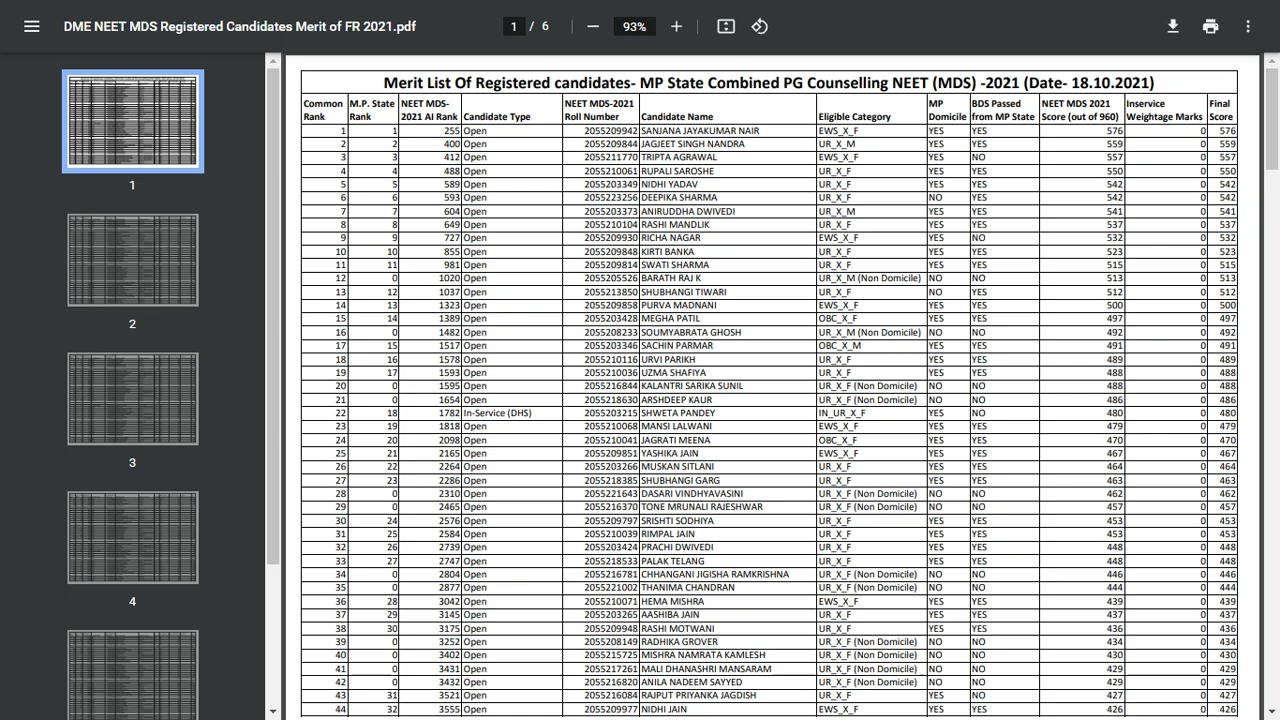 DME NEET MDS Registered Candidates Merit of FR 2021.pdf
1 / 6
93%
1
2
3
4
Merit List Of Registered candidates- MP State Combined PG Counselling NEET (MDS) -2021 (Date- 18.10.2021)
Common Rank M.P. State Rank NEET MDS-2021 AI Rank Candidate Type NEET MDS-2021 Roll Number Candidate Name Eligible Category MP Domicile BDS Passed from MP State NEET MDS 2021 Score (out of 960) Inservice Weightage Marks Final Score
1 1 255 Open 2055209942 SANJANA JAYAKUMAR NAIR EWS_X_F YES YES 576 0 576
2 2 400 Open 2055209844 JAGJEET SINGH NANDRA UR_X_M YES YES 559 0 559
3 3 412 Open 2055211770 TRIPTA AGRAWAL EWS_X_F YES NO 557 0 557
4 4 488 Open 2055210061 RUPALI SAROSHE UR_X_F YES YES 550 0 550
5 5 589 Open 2055203349 NIDHI YADAV UR_X_F YES YES 542 0 542
6 6 593 Open 2055223256 DEEPIKA SHARMA UR_X_F NO YES 542 0 542
7 7 604 Open 2055203373 ANIRUDDHA DWIVEDI UR_X_M YES YES 541 0 541
8 8 649 Open 2055210104 RASHI MANDLIK UR_X_F YES YES 537 0 537
9 9 727 Open 2055209930 RICHA NAGAR EWS_X_F YES NO 532 0 532
10 10 855 Open 2055209848 KIRTI BANKA UR_X_F YES YES 523 0 523
11 11 981 Open 2055209814 SWATI SHARMA UR_X_F YES YES 515 0 515
12 0 1020 Open 2055205526 BARATH RAJ K UR_X_M (Non Domicile) NO NO 513 0 513
13 12 1037 Open 2055213850 SHUBHANGI TIWARI UR_X_F NO YES 512 0 512
14 13 1323 Open 2055209858 PURVA MADNANI EWS_X_F YES YES 500 0 500
15 14 1389 Open 2055203428 MEGHA PATIL OBC_X_F YES YES 497 0 497
16 0 1482 Open 2055208233 SOUMYABRATA GHOSH UR_X_M (Non Domicile) NO NO 492 0 492
17 15 1517 Open 2055203346 SACHIN PARMAR OBC_X_M YES YES 491 0 491
18 16 1578 Open 2055210116 URVI PARIKH UR_X_F YES YES 489 0 489
19 17 1593 Open 2055210036 UZMA SHAFIYA UR_X_F YES YES 488 0 488
20 0 1595 Open 2055216844 KALANTRI SARIKA SUNIL UR_X_F (Non Domicile) NO NO 488 0 488
21 0 1654 Open 2055218630 ARSHDEEP KAUR UR_X_F (Non Domicile) NO NO 486 0 486
22 18 1782 In-Service (DHS) 2055203215 SHWETA PANDEY IN_UR_X_F YES NO 480 0 480
23 19 1818 Open 2055210068 MANSI LALWANI EWS_X_F YES YES 479 0 479
24 20 2098 Open 2055210041 JAGRATI MEENA OBC_X_F YES YES 470 0 470
25 21 2165 Open 2055209851 YASHIKA JAIN EWS_X_F YES YES 467 0 467
26 22 2264 Open 2055203266 MUSKAN SITLANI UR_X_F YES YES 464 0 464
27 23 2286 Open 2055218385 SHUBHANGI GARG UR_X_F YES YES 463 0 463
28 0 2310 Open 2055221643 DASARI VINDHYAVASINI UR_X_F (Non Domicile) NO NO 462 0 462
29 0 2465 Open 2055216370 TONE MRUNALI RAJESHWAR UR_X_F (Non Domicile) NO NO 457 0 457
30 24 2576 Open 2055209797 SRISHTI SODHIYA UR_X_F YES YES 453 0 453
31 25 2584 Open 2055210039 RIMPAL JAIN UR_X_F YES YES 453 0 453
32 26 2739 Open 2055203424 PRACHI DWIVEDI UR_X_F YES YES 448 0 448
33 27 2747 Open 2055218533 PALAK TELANG UR_X_F YES YES 448 0 448
34 0 2804 Open 2055216781 CHHANGANI JIGISHA RAMKRISHNA UR_X_F (Non Domicile) NO NO 446 0 446
35 0 2877 Open 2055221002 THANIMA CHANDRAN UR_X_F (Non Domicile) NO NO 444 0 444
36 28 3042 Open 2055210071 HEMA MISHRA EWS_X_F YES YES 439 0 439
37 29 3145 Open 2055203265 AASHIBA JAIN UR_X_F YES YES 437 0 437
38 30 3175 Open 2055209948 RASHI MOTWANI UR_X_F YES YES 436 0 436
39 0 3252 Open 2055208149 RADHIKA GROVER UR_X_F (Non Domicile) NO NO 434 0 434
40 0 3402 Open 2055215725 MISHRA NAMRATA KAMLESH UR_X_F (Non Domicile) NO NO 430 0 430
41 0 3431 Open 2055217261 MALI DHANASHRI MANSARAM UR_X_F (Non Domicile) NO NO 429 0 429
42 0 3432 Open 2055216820 ANILA NADEEM SAYYED UR_X_F (Non Domicile) NO NO 429 0 429
43 31 3521 Open 2055216084 RAJPUT PRIYANKA JAGDISH UR_X_F YES NO 427 0 427
44 32 3555 Open 2055209977 NIDHI JAIN EWS_X_F YES YES 426 0 426